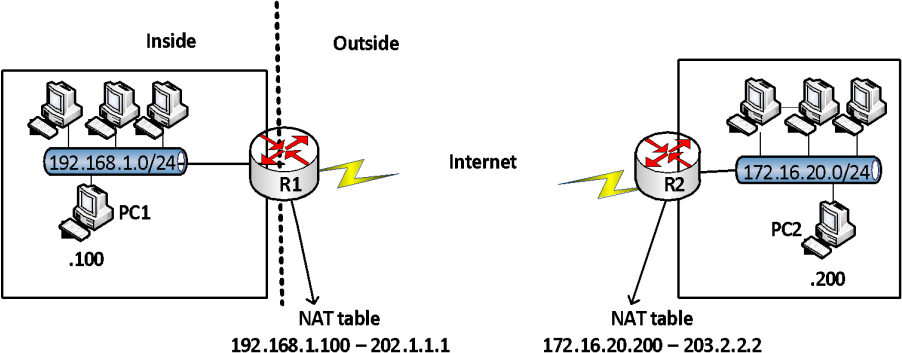 Inside
Outside
192.168.1.0/24
R1
Internet
R2
172.16.20.0/24
PC1
PC2
.100
.200
NAT table
192.168.1.100 – 202.1.1.1
NAT table
172.16.20.200 – 203.2.2.2